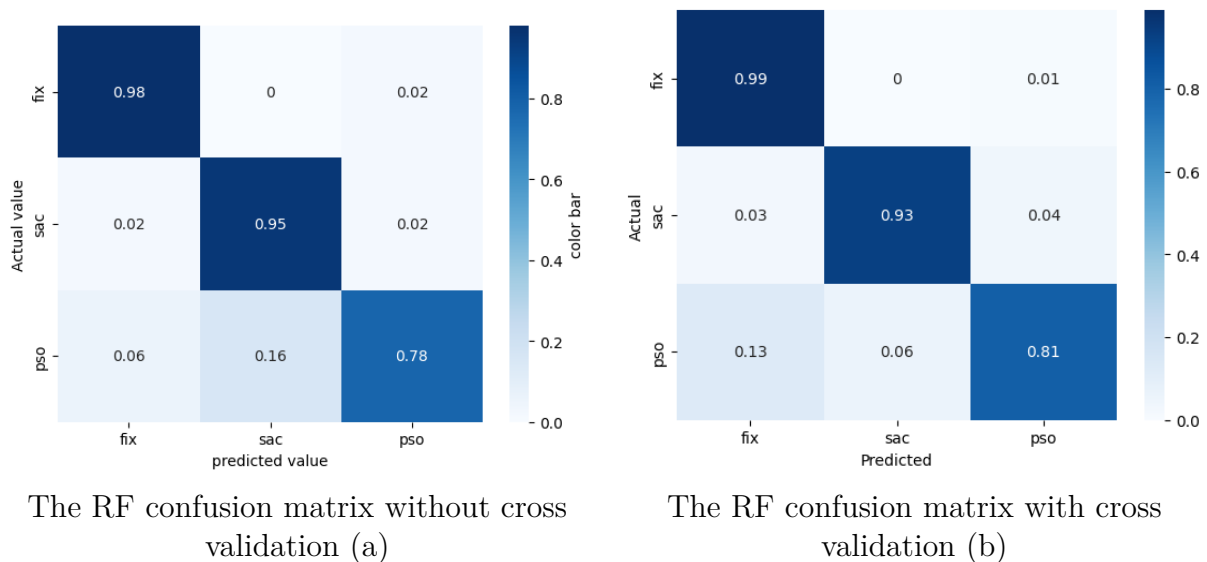 fix 0.98 0 0.02 0.8
sac 0.02 0.95 0.02 0.6
0.4
pso 0.06 0.16 0.78 0.2
0.0
fix sac pso
predicted value
Actual value
color bar
The RF confusion matrix without cross
validation (a)
fix 0.99 0 0.01 0.8
0.6
sac 0.03 0.93 0.04 0.4
pso 0.13 0.06 0.81 0.2
0.0
fix sac pso
Predicted
Actual
The RF confusion matrix with cross
validation (b)